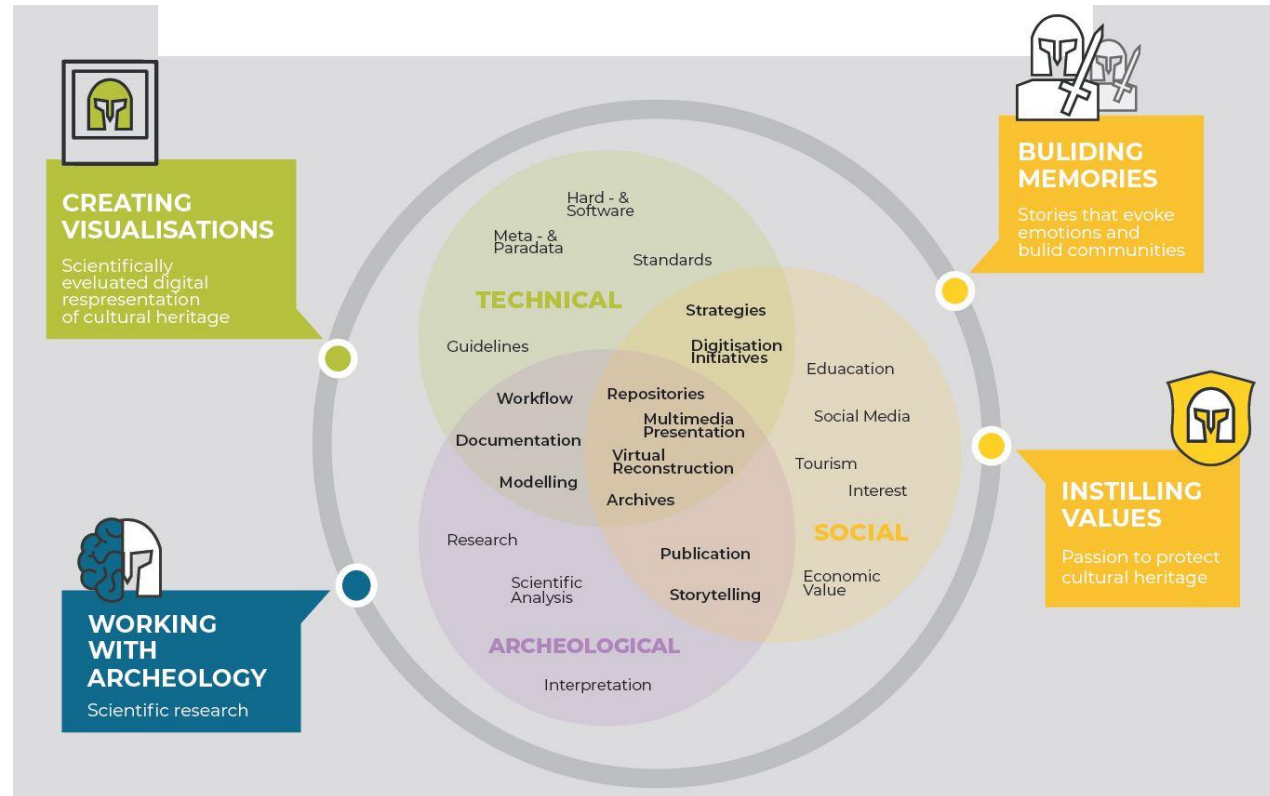 CREATING
VISUALISATIONS
Scientifically
eveluated digital
respresentation
of cultural heritage
WORKING
WITH
ARCHEOLOGY
Scientific research
Hard - &
Software
Meta - &
Paradata
Standards
TECHNICAL
Guidelines
Strategies
Digitisation
Initiatives
Workflow
Documentation
Modelling
Repositories
Multimedia
Presentation
Virtual
Reconstruction
Archives
Eduacation
Social Media
Tourism
Interest
SOCIAL
Economic
Value
Publication
Storytelling
Research
Scientific
Analysis
ARCHEOLOGICAL
Interpretation
BULIDING
MEMORIES
Stories that evoke
emotions and
bulid communities
INSTILLING
VALUES
Passion to protect
cultural heritage